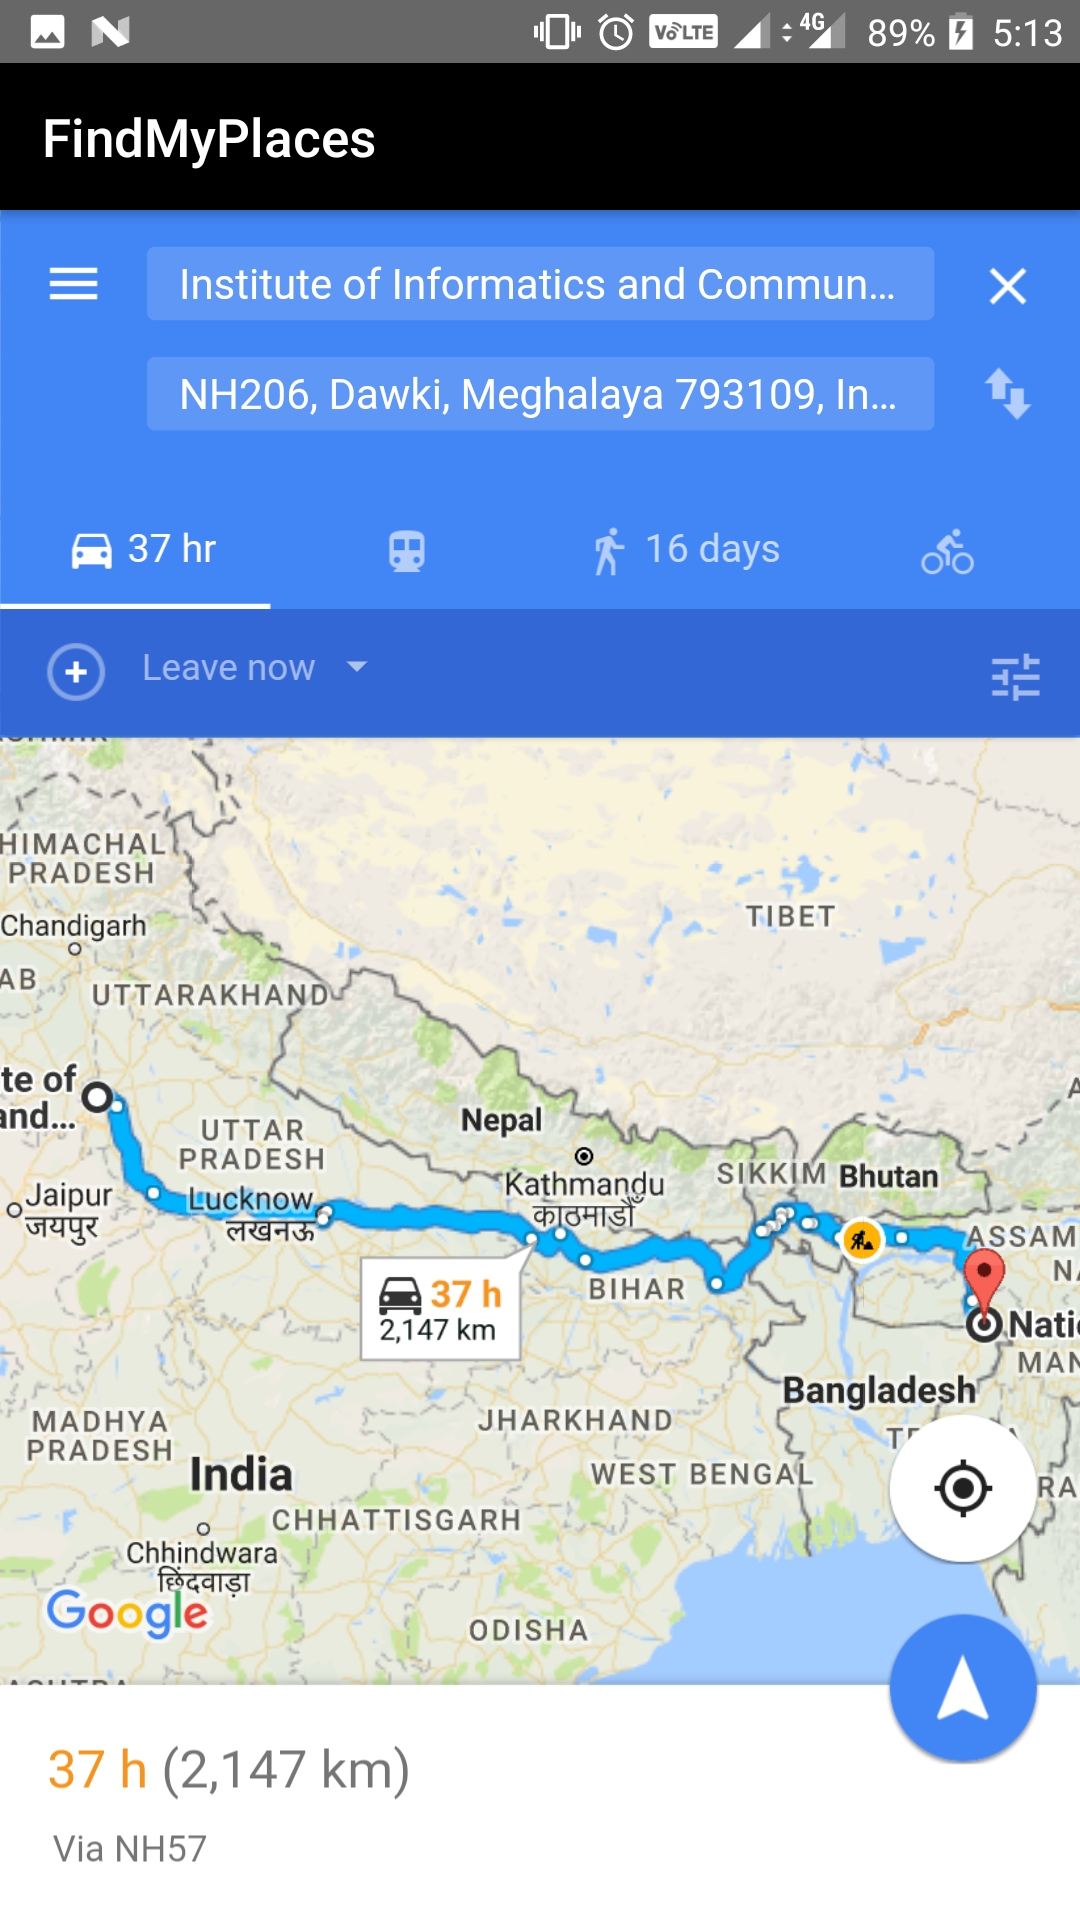 VoLTE 4G 89% 5:13
FindMyPlaces
Institute of Informatics and Commun...
NH206, Dawki, Meghalaya 793109, In...
37 hr
16 days
Leave now
HIMACHAL
PRADESH
TIBET
Chandigarh
AB
UTTARAKHAND
te of
and...
Nepal
UTTAR
PRADESH
SIKKIM
Bhutan
Kathmandu
काठमाडौँ
Jaipur
जयपुर
Lucknow
लखनऊ
ASSAM
NA
BIHAR
37 h
2,147 km
Natio
MAN
Bangladesh
MADHYA
PRADESH
JHARKHAND
India
WEST BENGAL
RA
CHHATTISGARH
Chhindwara
छिंदवाड़ा
Google
ODISHA
37 h (2,147 km)
Via NH57